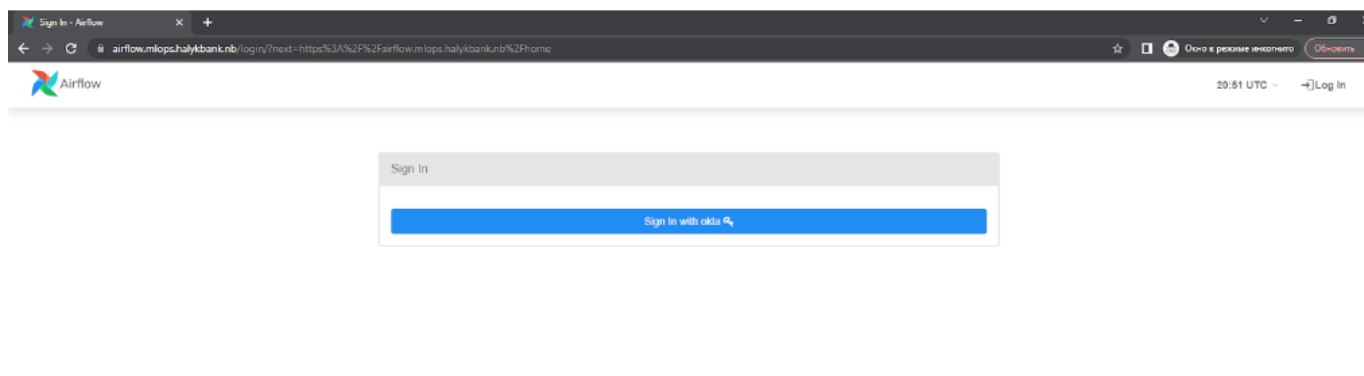 Sign In - Airflow
airflow.mlops.halykbank.nb/login/?next=https%3A%2F%2Fairflow.mlops.halykbank.nb%2Fhome
Окно в режиме инкогнито
Обновить
Airflow
20:51 UTC
Log In
Sign In
Sign In with okta